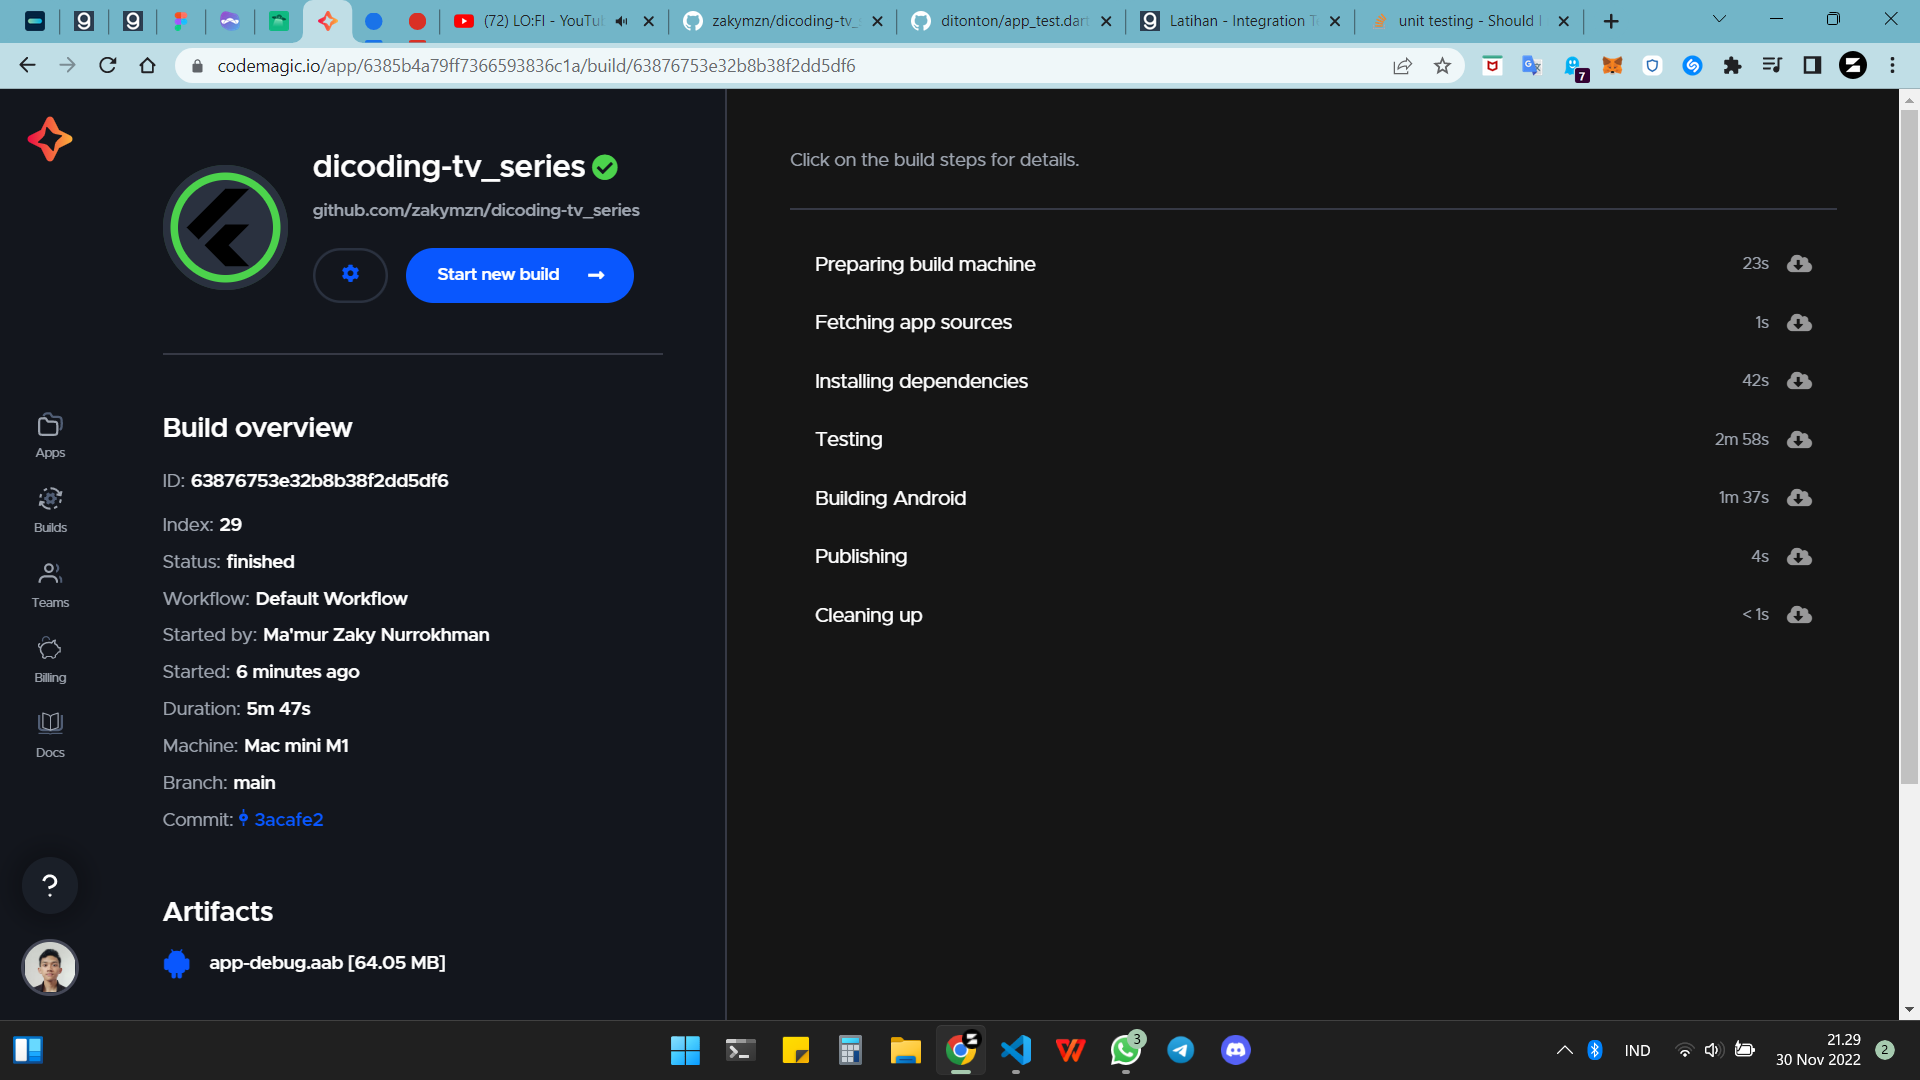 (72) LO:FI - YouTu
zakymzn/dicoding-tv_
ditonton/app_test.dart
Latihan - Integration T
unit testing - Should I
codemagic.io/app/6385b4a79ff7366593836c1a/build/63876753e32b8b38f2dd5df6
7
dicoding-tv_series
github.com/zakymzn/dicoding-tv_series
Start new build
Build overview
ID: 63876753e32b8b38f2dd5df6
Index: 29
Status: finished
Workflow: Default Workflow
Started by: Ma'mur Zaky Nurrokhman
Started: 6 minutes ago
Duration: 5m 47s
Machine: Mac mini M1
Branch: main
Commit: 3acafe2
Artifacts
app-debug.aab [64.05 MB]
Apps
Builds
Teams
Billing
Docs
?
Click on the build steps for details.
Preparing build machine 23s
Fetching app sources 1s
Installing dependencies 42s
Testing 2m 58s
Building Android 1m 37s
Publishing 4s
Cleaning up < 1s
3
IND
21.29
30 Nov 2022
2